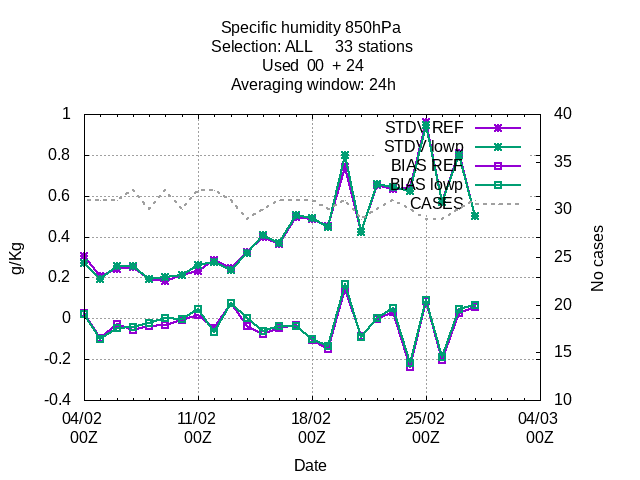 Specific humidity 850hPa
Selection: ALL 33 stations
Used 00 + 24
Averaging window: 24h
1
0.8
0.6
0.4
0.2
0
-0.2
-0.4
g/Kg
STDV REF
STDV lowp
BIAS REF
BIAS lowp
CASES
40
35
30
25
20
15
10
No cases
04/02 11/02 18/02 25/02 04/03
00Z 00Z 00Z 00Z 00Z
Date